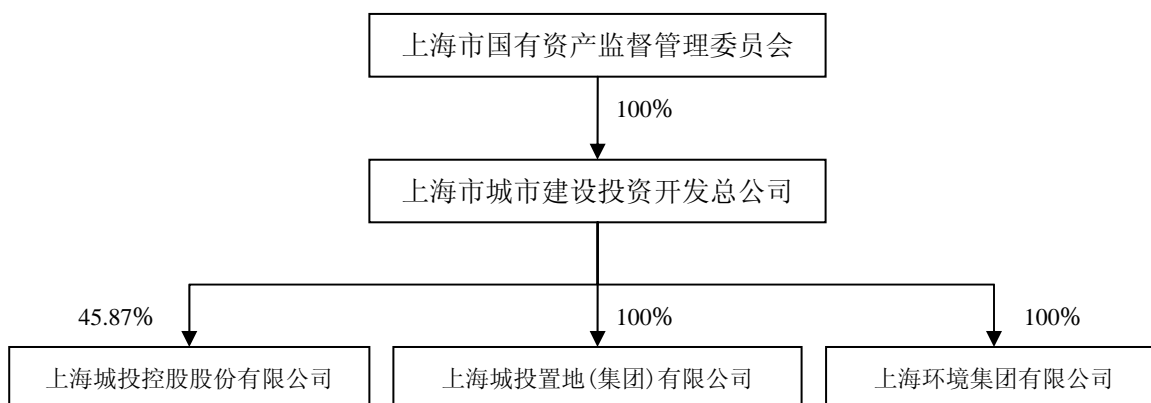 上海市国有资产监督管理委员会
100%
上海市城市建设投资开发总公司
45.87%
100%
100%
上海城投控股股份有限公司
上海城投置地(集团)有限公司
上海环境集团有限公司